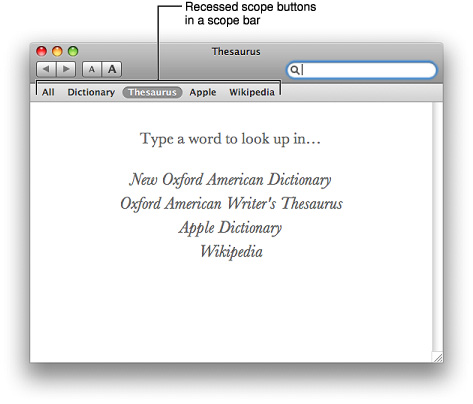 Recessed scope buttons
in a scope bar
Thesaurus
A A
All Dictionary Thesaurus Apple Wikipedia
Type a word to look up in…
New Oxford American Dictionary
Oxford American Writer's Thesaurus
Apple Dictionary
Wikipedia